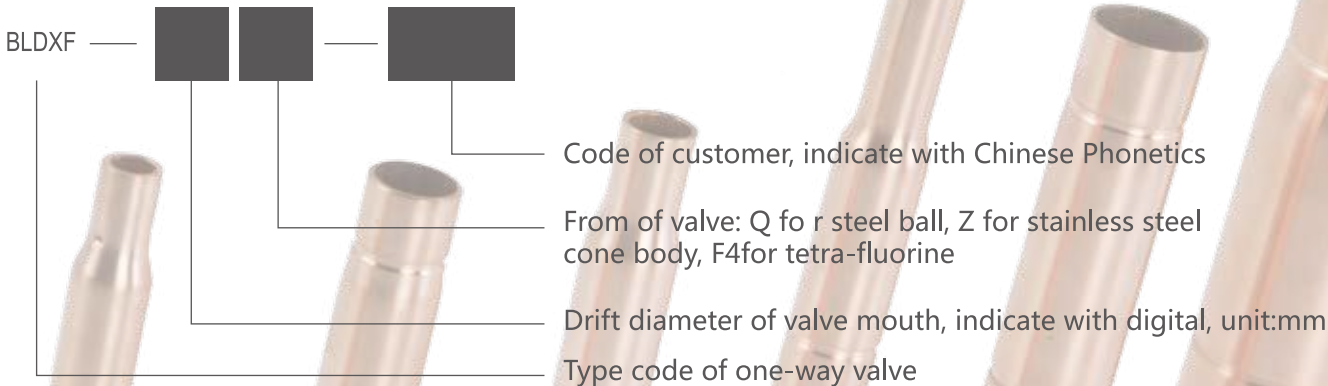 BLDXF
Code of customer, indicate with Chinese Phonetics
From of valve: Q fo r steel ball, Z for stainless steel
cone body, F4for tetra-fluorine
Drift diameter of valve mouth, indicate with digital, unit:mm
Type code of one-way valve